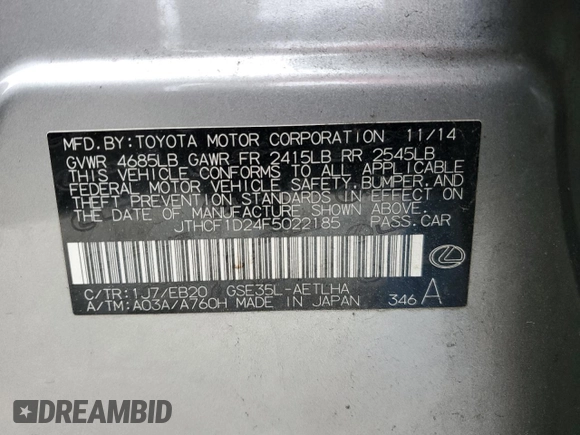 MFD.BY:TOYOTA MOTOR CORPORATION 11/14
GVWR 4685LB GAWR FR 2415LB RR 2545LB
THIS VEHICLE CONFORMS TO ALL APPLICABLE
FEDERAL MOTOR VEHICLE SAFETY,BUMPER,AND
THEFT PREVENTION STANDARDS IN EFFECT ON
THE DATE OF MANUFACTURE SHOWN ABOVE.
JTHCF1D24F5022185 PASS.CAR
C/TR:1J7/EB20 GSE35L-AETLHA
A/TM:A03A/A760H MADE IN JAPAN 346 A
DREAMBID